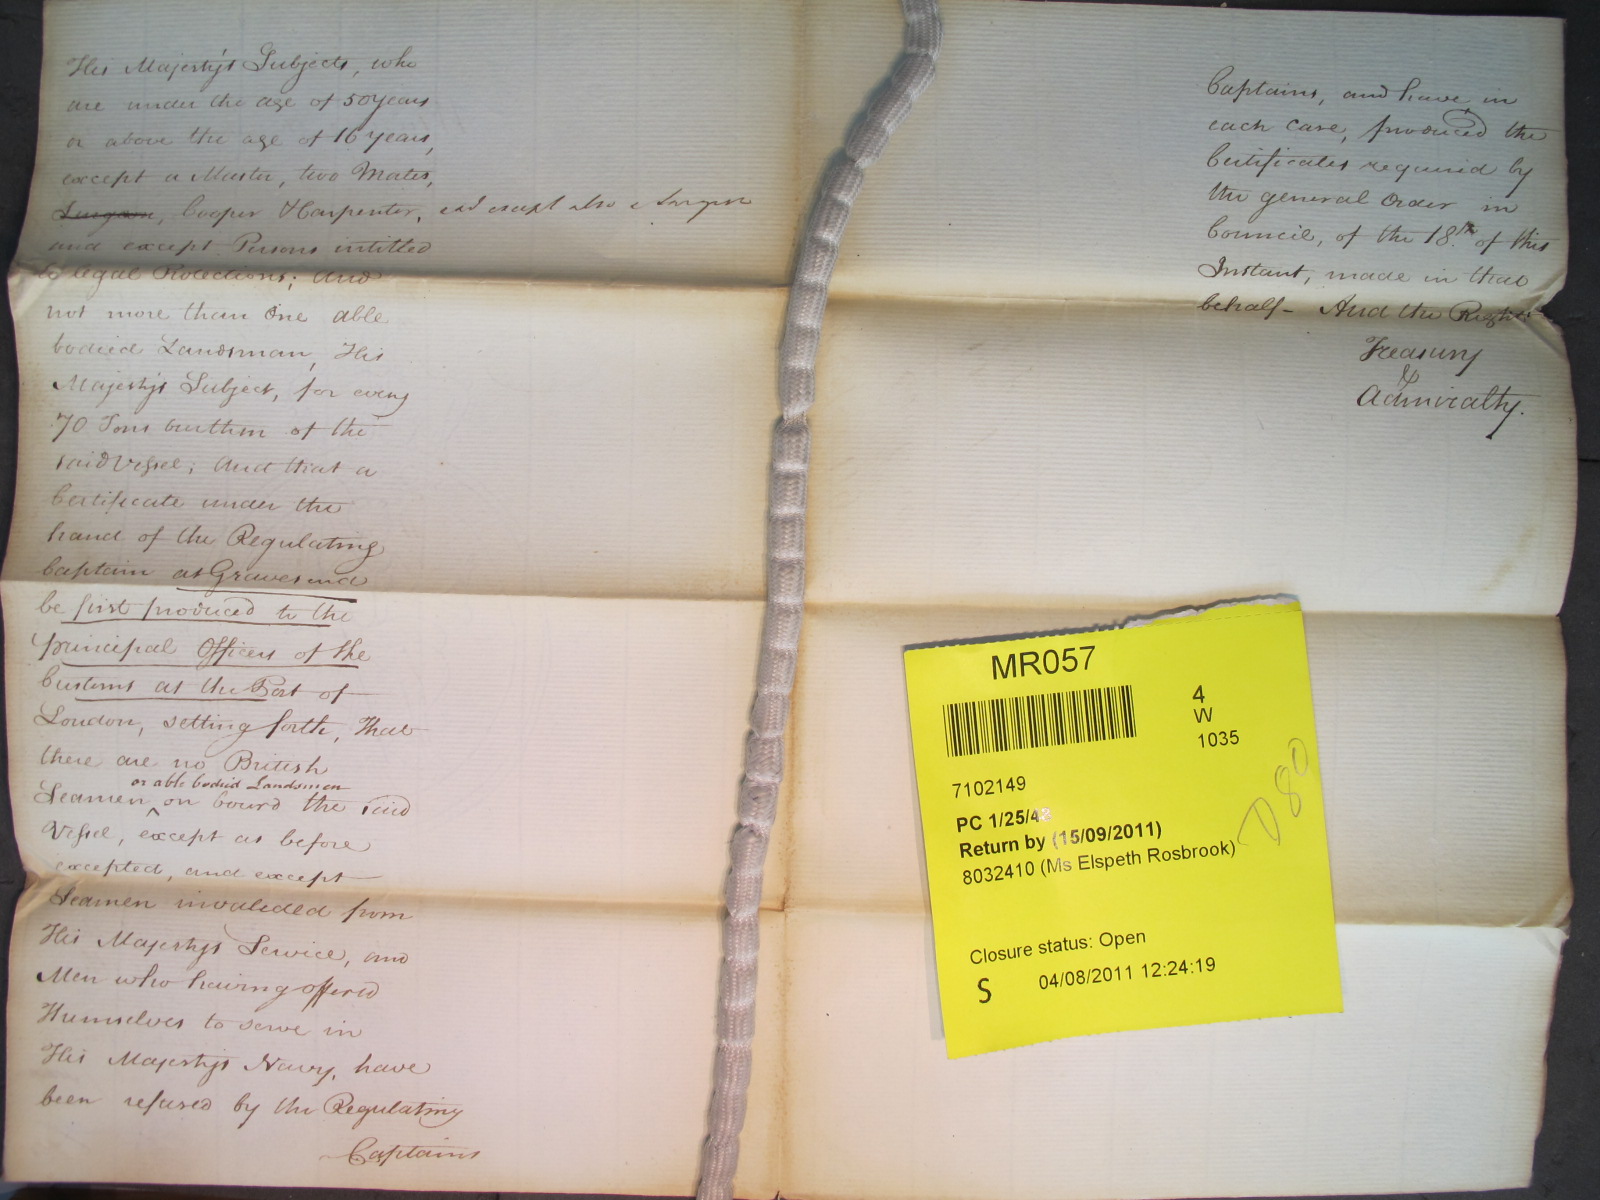 His Majesty's Subjects, who
are under the age of 50 years
or above the age of 16 years,
except a Master, two Mates,
Surgeon, Cooper & Carpenter, and except also a Surgeon
and except Persons intitled
to legal Protections; And
not more than One able
bodied Landsman, His
Majestys Subject, for every
70 Tons burthen of the
said Vessel; And that a
Certificate under the
hand of the Regulating
Captain at Gravesend
be first produced to the
principal Officers of the
Customs at the Port of
London, setting forth, That
there are no British
or able bodied Landsmen
Seamen on board the said
Vessel, except as before
excepted, and except
Seamen invalided from
His Majestys Service, and
Men who having offered
Themselves to serve in
His Majestys Navy, have
been refused by the Regulating
Captains
Captains, and have in
each case, produced the
Certificates required by
the general Order in
Council, of the 18th of this
Instant, made in that
behalf - And the Right
Treasury
&
Admiralty.
MR057
4
W
1035
7102149
PC 1/25/42
Return by (15/09/2011)
8032410 (Ms Elspeth Rosbrook)
D80
Closure status: Open
S 04/08/2011 12:24:19